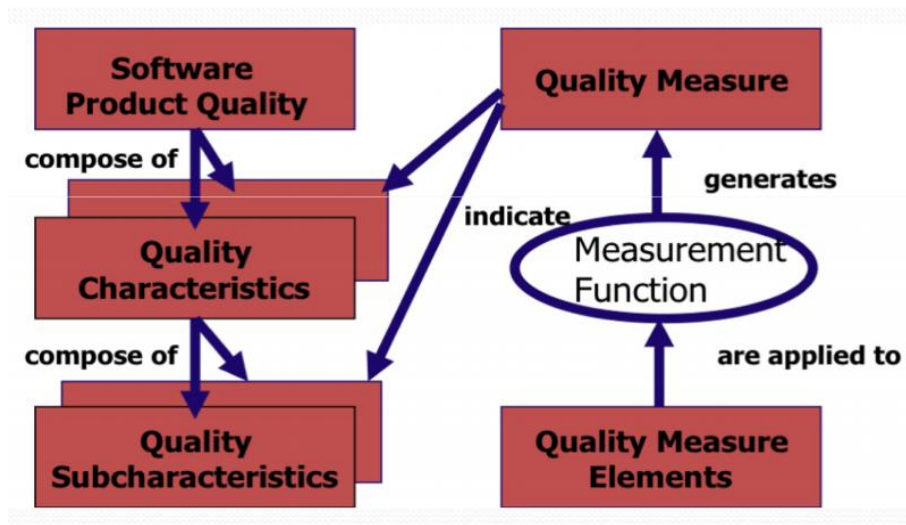 Software
Product Quality
Quality Measure
compose of
generates
indicate
Quality
Characteristics
Measurement
Function
compose of
are applied to
Quality
Subcharacteristics
Quality Measure
Elements